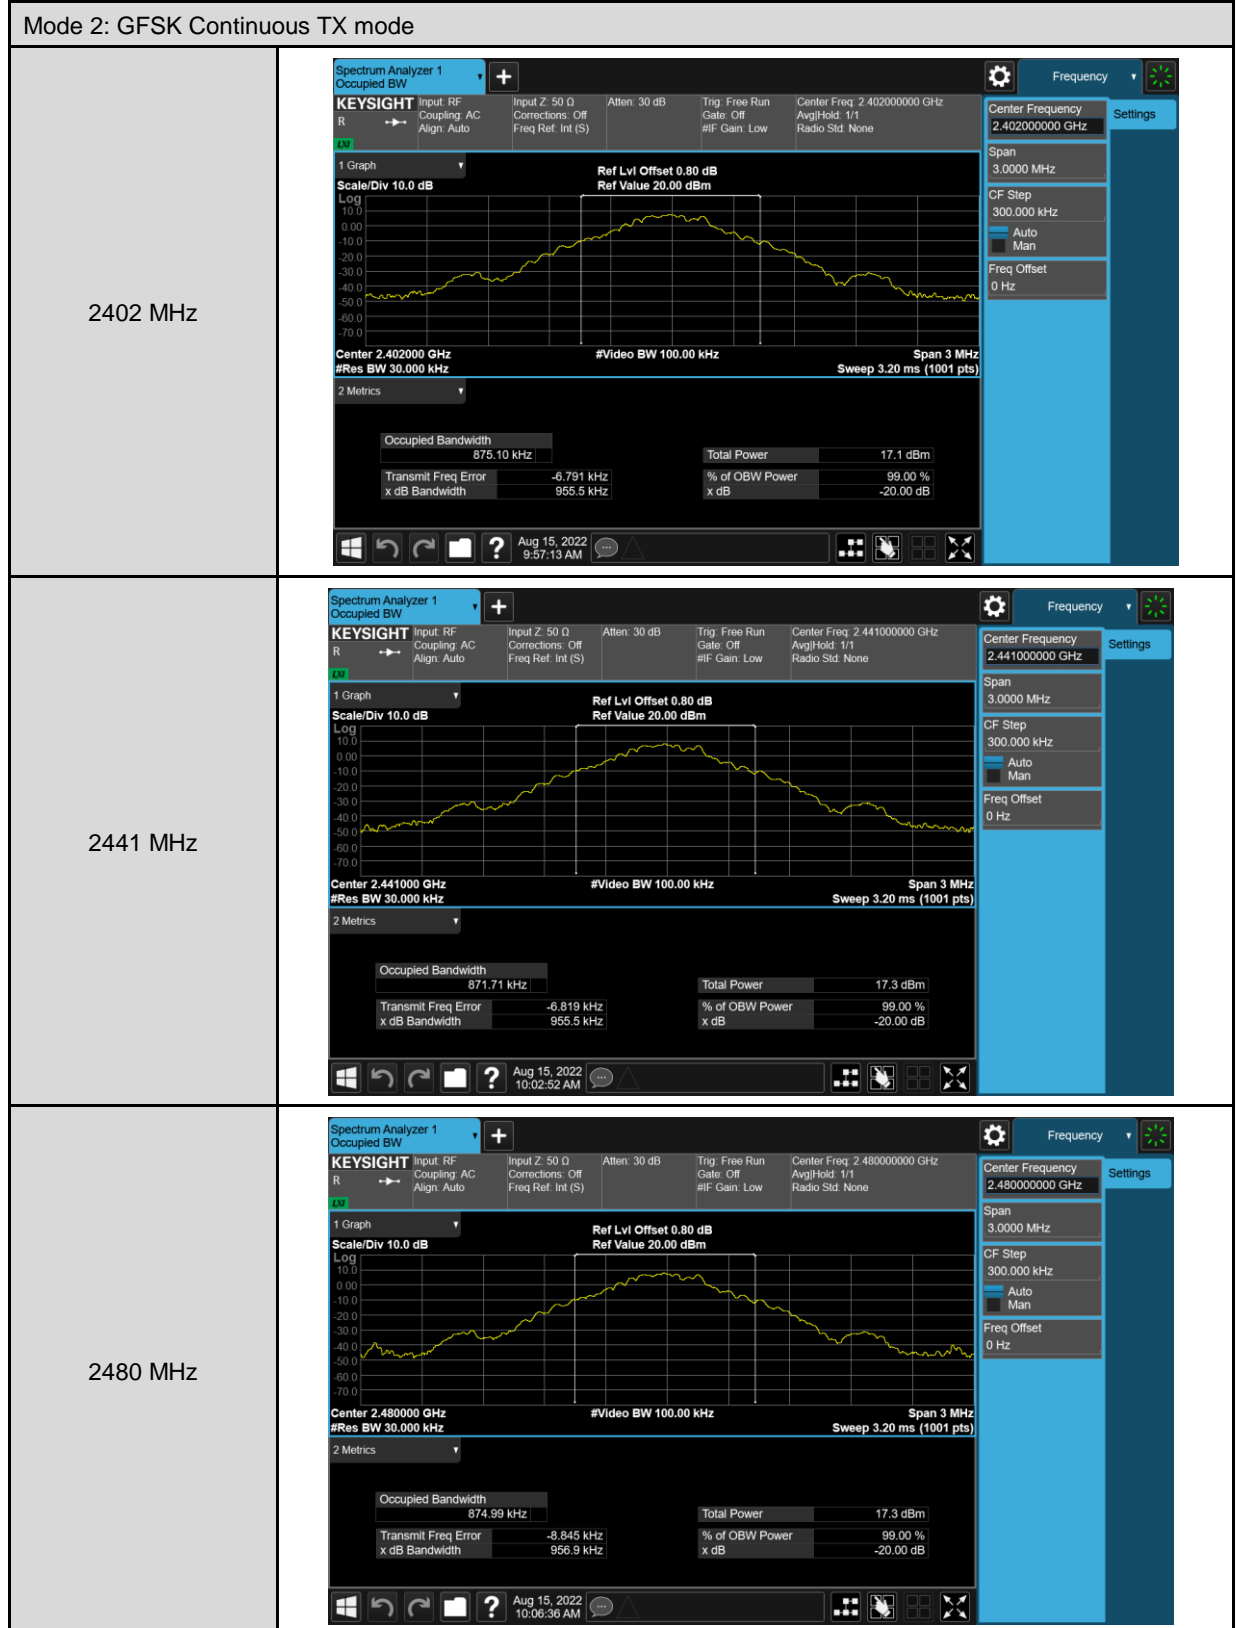 Mode 2: GFSK Continuous TX mode
2402 MHz
Spectrum Analyzer 1
Occupied BW
Frequency
KEYSIGHT
R
LXI
Input: RF
Coupling: AC
Align: Auto
Input Z: 50 Ω
Corrections: Off
Freq Ref: Int (S)
Atten: 30 dB
Trig: Free Run
Gate: Off
#IF Gain: Low
Center Freq: 2.402000000 GHz
Avg|Hold: 1/1
Radio Std: None
Center Frequency
2.402000000 GHz
Settings
Span
3.0000 MHz
CF Step
300.000 kHz
Auto
Man
Freq Offset
0 Hz
1 Graph
Scale/Div 10.0 dB
Ref Lvl Offset 0.80 dB
Ref Value 20.00 dBm
Log
10.0
0.00
-10.0
-20.0
-30.0
-40.0
-50.0
-60.0
-70.0
Center 2.402000 GHz
#Video BW 100.00 kHz
Span 3 MHz
#Res BW 30.000 kHz
Sweep 3.20 ms (1001 pts)
2 Metrics
Occupied Bandwidth
875.10 kHz
Total Power 17.1 dBm
Transmit Freq Error -6.791 kHz
% of OBW Power 99.00 %
x dB Bandwidth 955.5 kHz
x dB -20.00 dB
?
Aug 15, 2022
9:57:13 AM
2441 MHz
Spectrum Analyzer 1
Occupied BW
Frequency
KEYSIGHT
R
LXI
Input: RF
Coupling: AC
Align: Auto
Input Z: 50 Ω
Corrections: Off
Freq Ref: Int (S)
Atten: 30 dB
Trig: Free Run
Gate: Off
#IF Gain: Low
Center Freq: 2.441000000 GHz
Avg|Hold: 1/1
Radio Std: None
Center Frequency
2.441000000 GHz
Settings
Span
3.0000 MHz
CF Step
300.000 kHz
Auto
Man
Freq Offset
0 Hz
1 Graph
Scale/Div 10.0 dB
Ref Lvl Offset 0.80 dB
Ref Value 20.00 dBm
Log
10.0
0.00
-10.0
-20.0
-30.0
-40.0
-50.0
-60.0
-70.0
Center 2.441000 GHz
#Video BW 100.00 kHz
Span 3 MHz
#Res BW 30.000 kHz
Sweep 3.20 ms (1001 pts)
2 Metrics
Occupied Bandwidth
871.71 kHz
Total Power 17.3 dBm
Transmit Freq Error -6.819 kHz
% of OBW Power 99.00 %
x dB Bandwidth 955.5 kHz
x dB -20.00 dB
?
Aug 15, 2022
10:02:52 AM
2480 MHz
Spectrum Analyzer 1
Occupied BW
Frequency
KEYSIGHT
R
LXI
Input: RF
Coupling: AC
Align: Auto
Input Z: 50 Ω
Corrections: Off
Freq Ref: Int (S)
Atten: 30 dB
Trig: Free Run
Gate: Off
#IF Gain: Low
Center Freq: 2.480000000 GHz
Avg|Hold: 1/1
Radio Std: None
Center Frequency
2.480000000 GHz
Settings
Span
3.0000 MHz
CF Step
300.000 kHz
Auto
Man
Freq Offset
0 Hz
1 Graph
Scale/Div 10.0 dB
Ref Lvl Offset 0.80 dB
Ref Value 20.00 dBm
Log
10.0
0.00
-10.0
-20.0
-30.0
-40.0
-50.0
-60.0
-70.0
Center 2.480000 GHz
#Video BW 100.00 kHz
Span 3 MHz
#Res BW 30.000 kHz
Sweep 3.20 ms (1001 pts)
2 Metrics
Occupied Bandwidth
874.99 kHz
Total Power 17.3 dBm
Transmit Freq Error -8.845 kHz
% of OBW Power 99.00 %
x dB Bandwidth 956.9 kHz
x dB -20.00 dB
?
Aug 15, 2022
10:06:36 AM